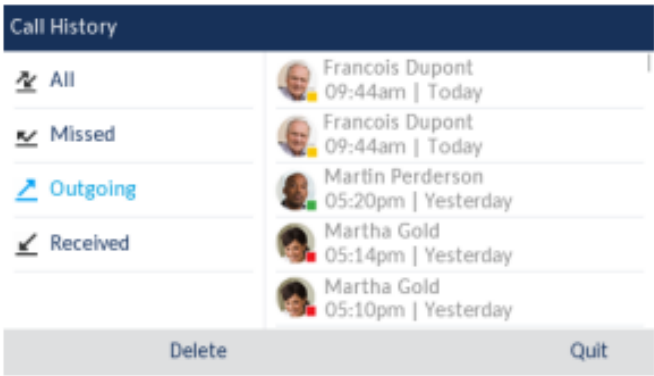 Call History
All
Missed
Outgoing
Received
Francois Dupont
09:44am | Today
Francois Dupont
09:44am | Today
Martin Perderson
05:20pm | Yesterday
Martha Gold
05:14pm | Yesterday
Martha Gold
05:10pm | Yesterday
Delete
Quit